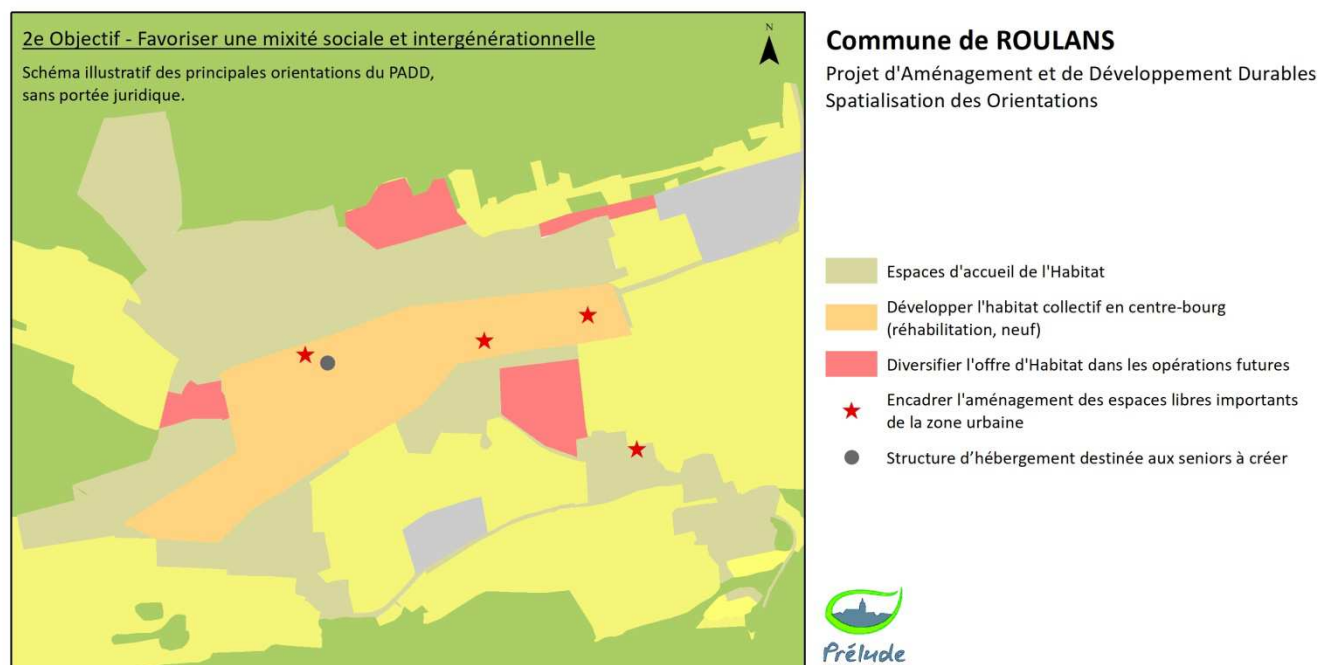 2e Objectif - Favoriser une mixité sociale et intergénérationnelle
Schéma illustratif des principales orientations du PADD,
sans portée juridique.
N
Commune de ROULANS
Projet d'Aménagement et de Développement Durables
Spatialisation des Orientations
Espaces d'accueil de l'Habitat
Développer l'habitat collectif en centre-bourg
(réhabilitation, neuf)
Diversifier l'offre d'Habitat dans les opérations futures
Encadrer l'aménagement des espaces libres importants
de la zone urbaine
Structure d’hébergement destinée aux seniors à créer
Prélude